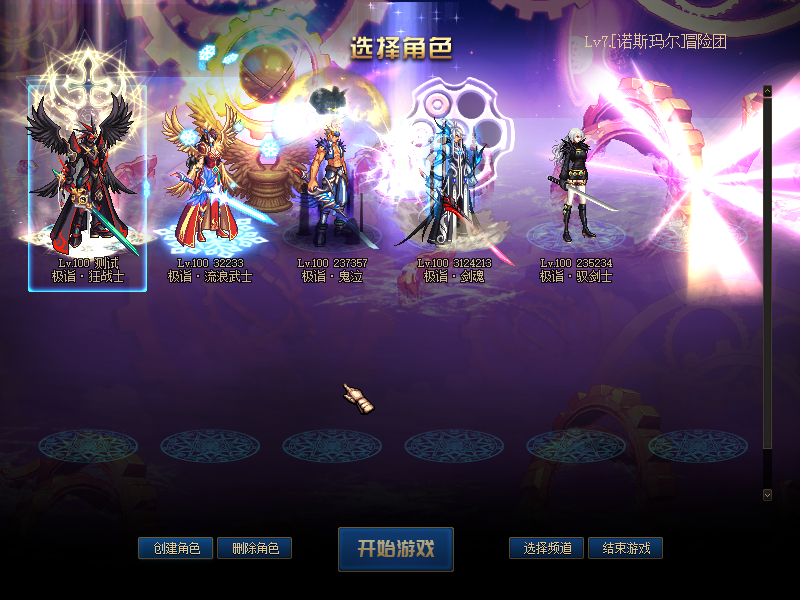 选择角色
Lv7.[诺斯玛尔]冒险团
Lv100 测试
极诣·狂战士
Lv100 32233
极诣·流浪武士
Lv100 237357
极诣·鬼泣
Lv100 3124213
极诣·剑魂
Lv100 235234
极诣·驭剑士
创建角色
删除角色
开始游戏
选择频道
结束游戏